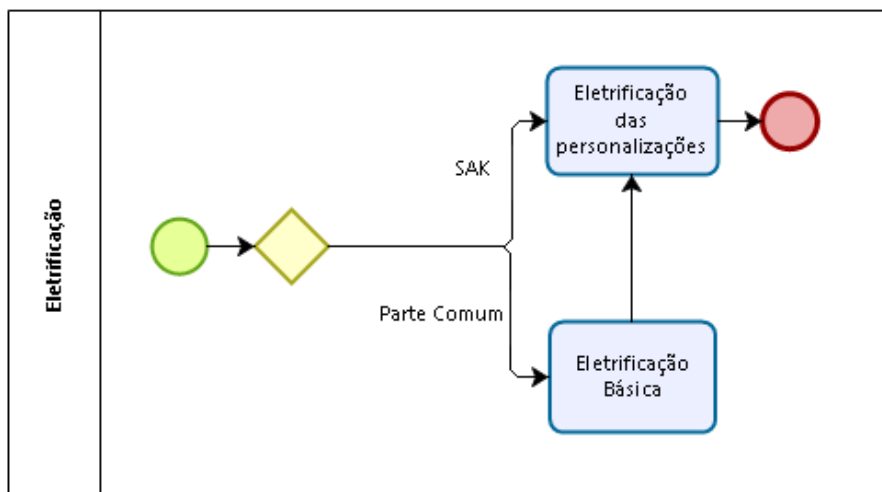 Eletrificação
Eletrificação
das
personalizações
SAK
Parte Comum
Eletrificação
Básica